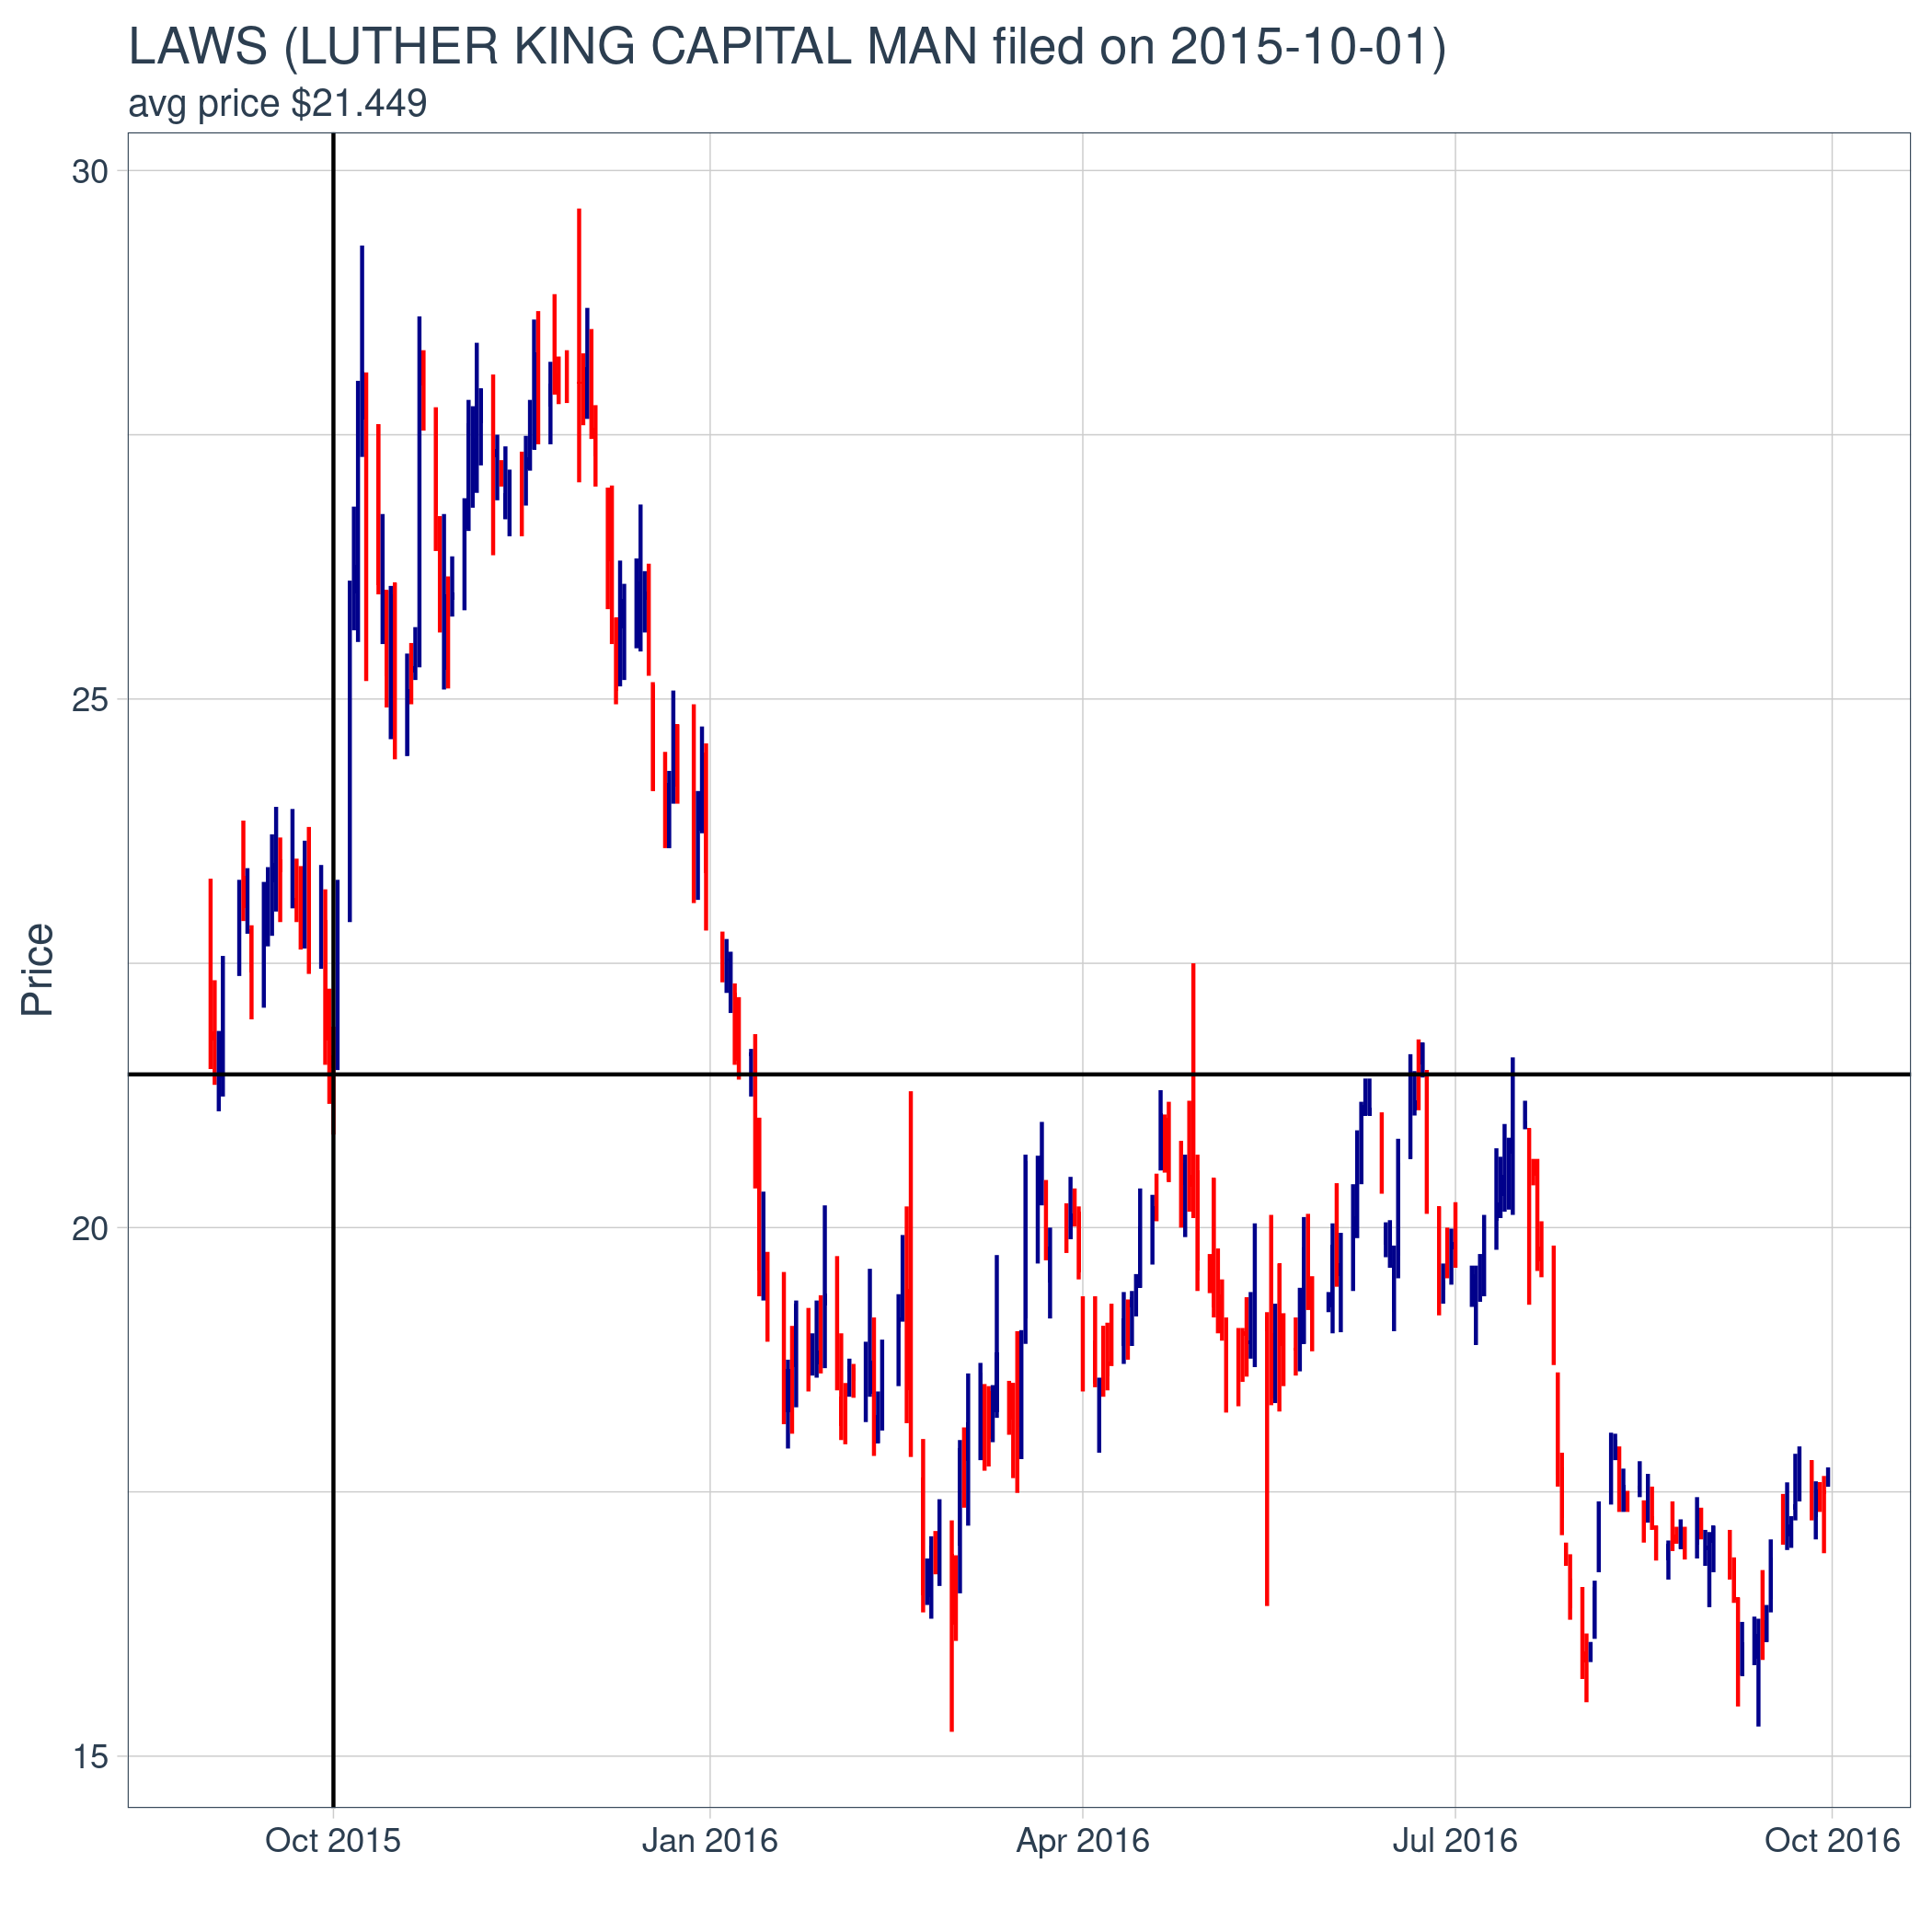 LAWS (LUTHER KING CAPITAL MAN filed on 2015-10-01)
avg price $21.449
30
25
20
15
Price
Oct 2015
Jan 2016
Apr 2016
Jul 2016
Oct 2016